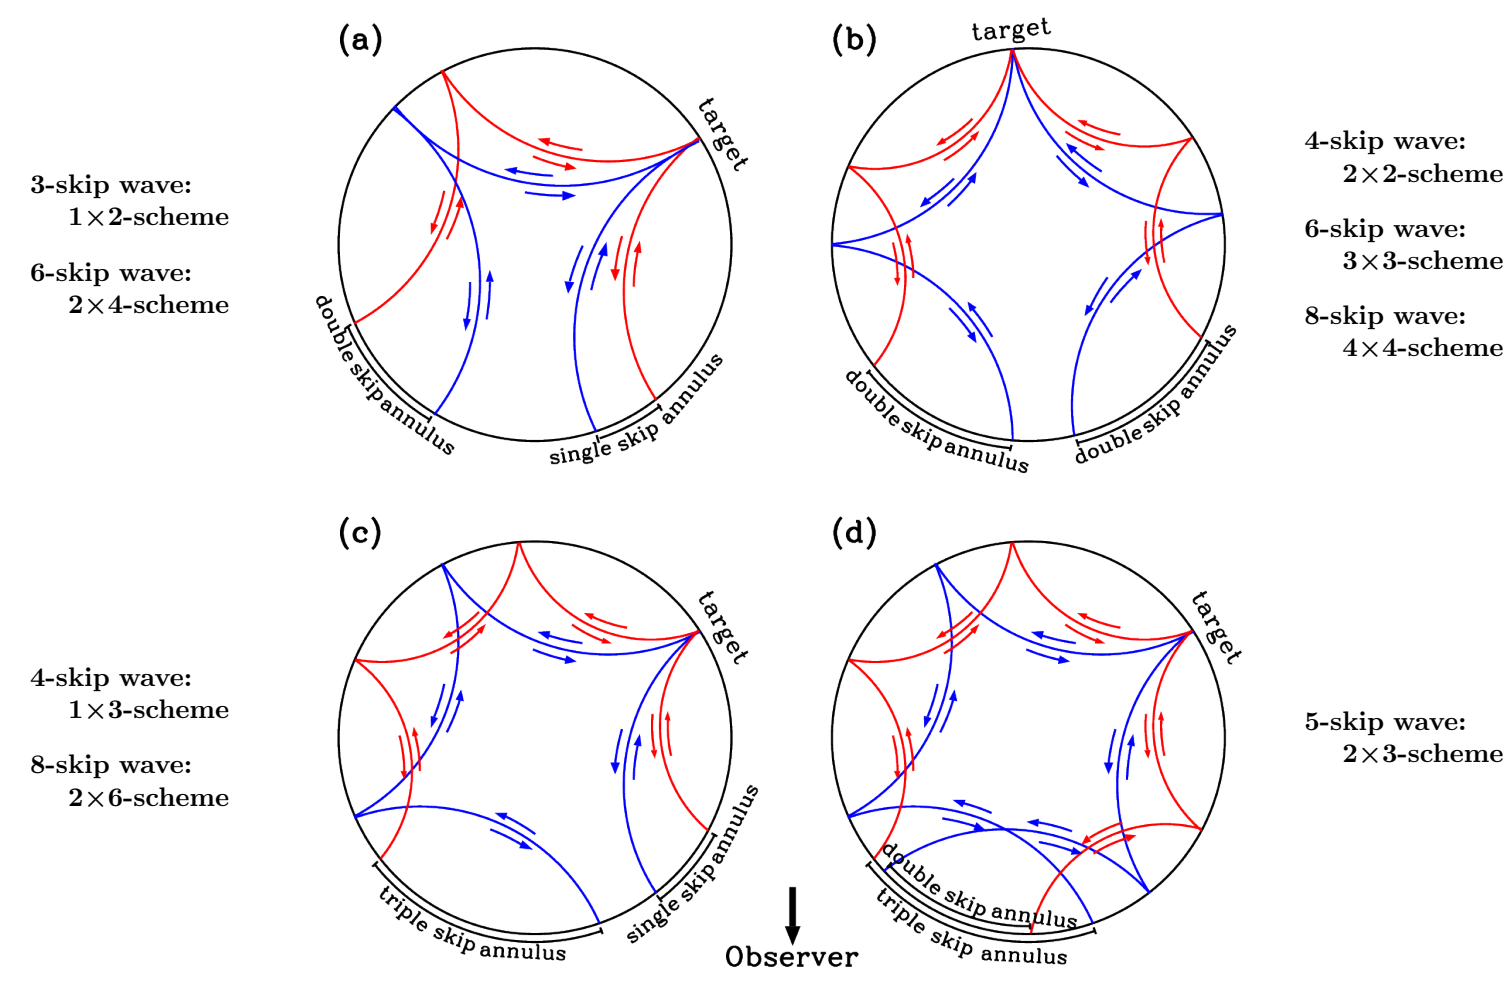 (a)
target
3-skip wave:
1×2-scheme
6-skip wave:
2×4-scheme
double skip annulus
single skip annulus
(b)
target
4-skip wave:
2×2-scheme
6-skip wave:
3×3-scheme
8-skip wave:
4×4-scheme
double skip annulus
double skip annulus
(c)
target
4-skip wave:
1×3-scheme
8-skip wave:
2×6-scheme
triple skip annulus
single skip annulus
(d)
target
5-skip wave:
2×3-scheme
double skip annulus
triple skip annulus
Observer